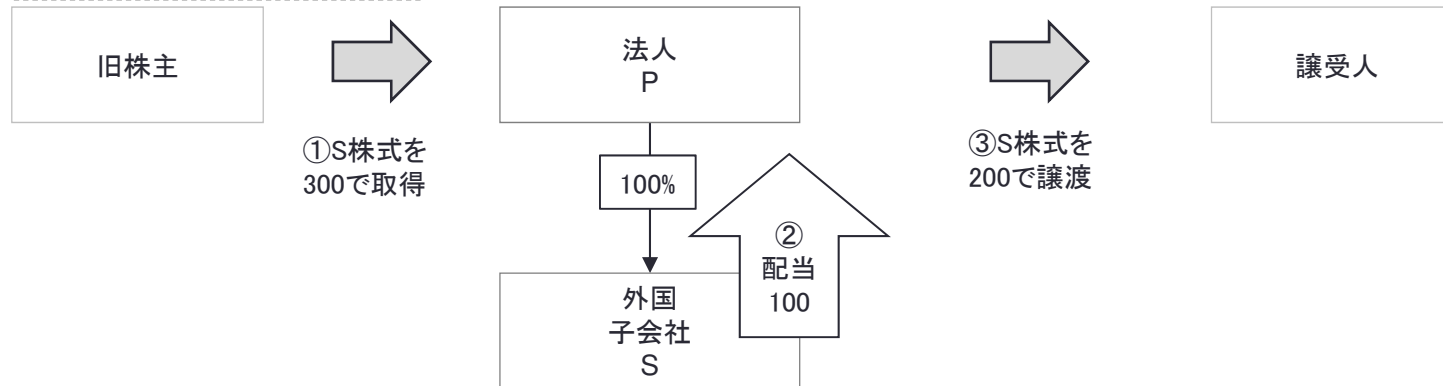 旧株主
法人
P
譲受人
①S株式を
300で取得
③S株式を
200で譲渡
100%
②
配当
100
外国
子会社
S